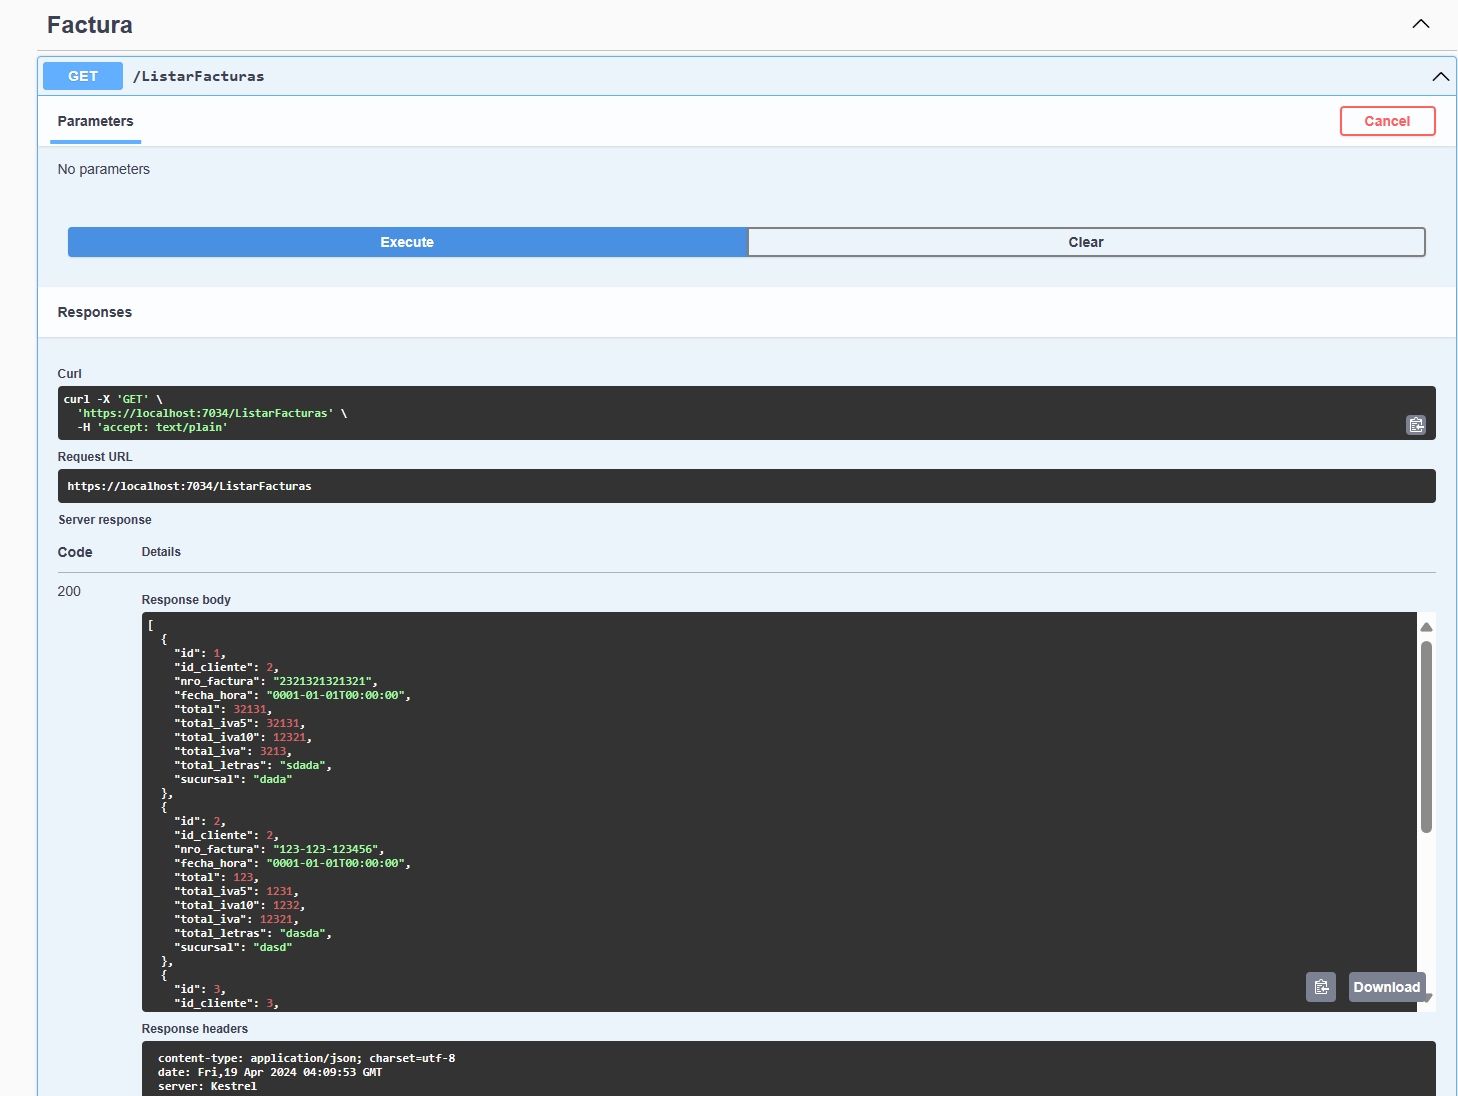 Factura
GET /ListarFacturas
Parameters
Cancel
No parameters
Execute
Clear
Responses
Curl
curl -X 'GET' \
  'https://localhost:7034/ListarFacturas' \
  -H 'accept: text/plain'
Request URL
https://localhost:7034/ListarFacturas
Server response
Code Details
200
Response body
[
  {
    "id": 1,
    "id_cliente": 2,
    "nro_factura": "2321321321321",
    "fecha_hora": "0001-01-01T00:00:00",
    "total": 32131,
    "total_iva5": 32131,
    "total_iva10": 12321,
    "total_iva": 3213,
    "total_letras": "sdada",
    "sucursal": "dada"
  },
  {
    "id": 2,
    "id_cliente": 2,
    "nro_factura": "123-123-123456",
    "fecha_hora": "0001-01-01T00:00:00",
    "total": 123,
    "total_iva5": 1231,
    "total_iva10": 1232,
    "total_iva": 12321,
    "total_letras": "dasda",
    "sucursal": "dasd"
  },
  {
    "id": 3,
    "id_cliente": 3,
Download
Response headers
content-type: application/json; charset=utf-8
date: Fri,19 Apr 2024 04:09:53 GMT
server: Kestrel